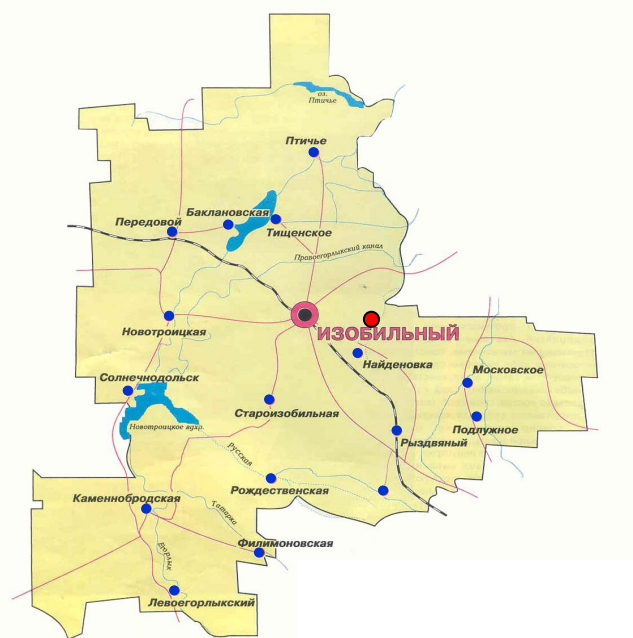 оз.
Птичье
Птичье
Баклановская
Передовой
Тищенское
Правоегорлыкский канал
Новотроицкая
ИЗОБИЛЬНЫЙ
Найденовка
Московское
Солнечнодольск
Староизобильная
Новотроицкое вдхр.
Подлужное
Рыздвяный
Русская
Рождественская
Каменнобродская
Татарка
Филимоновская
Егорлык
Левоегорлыкский